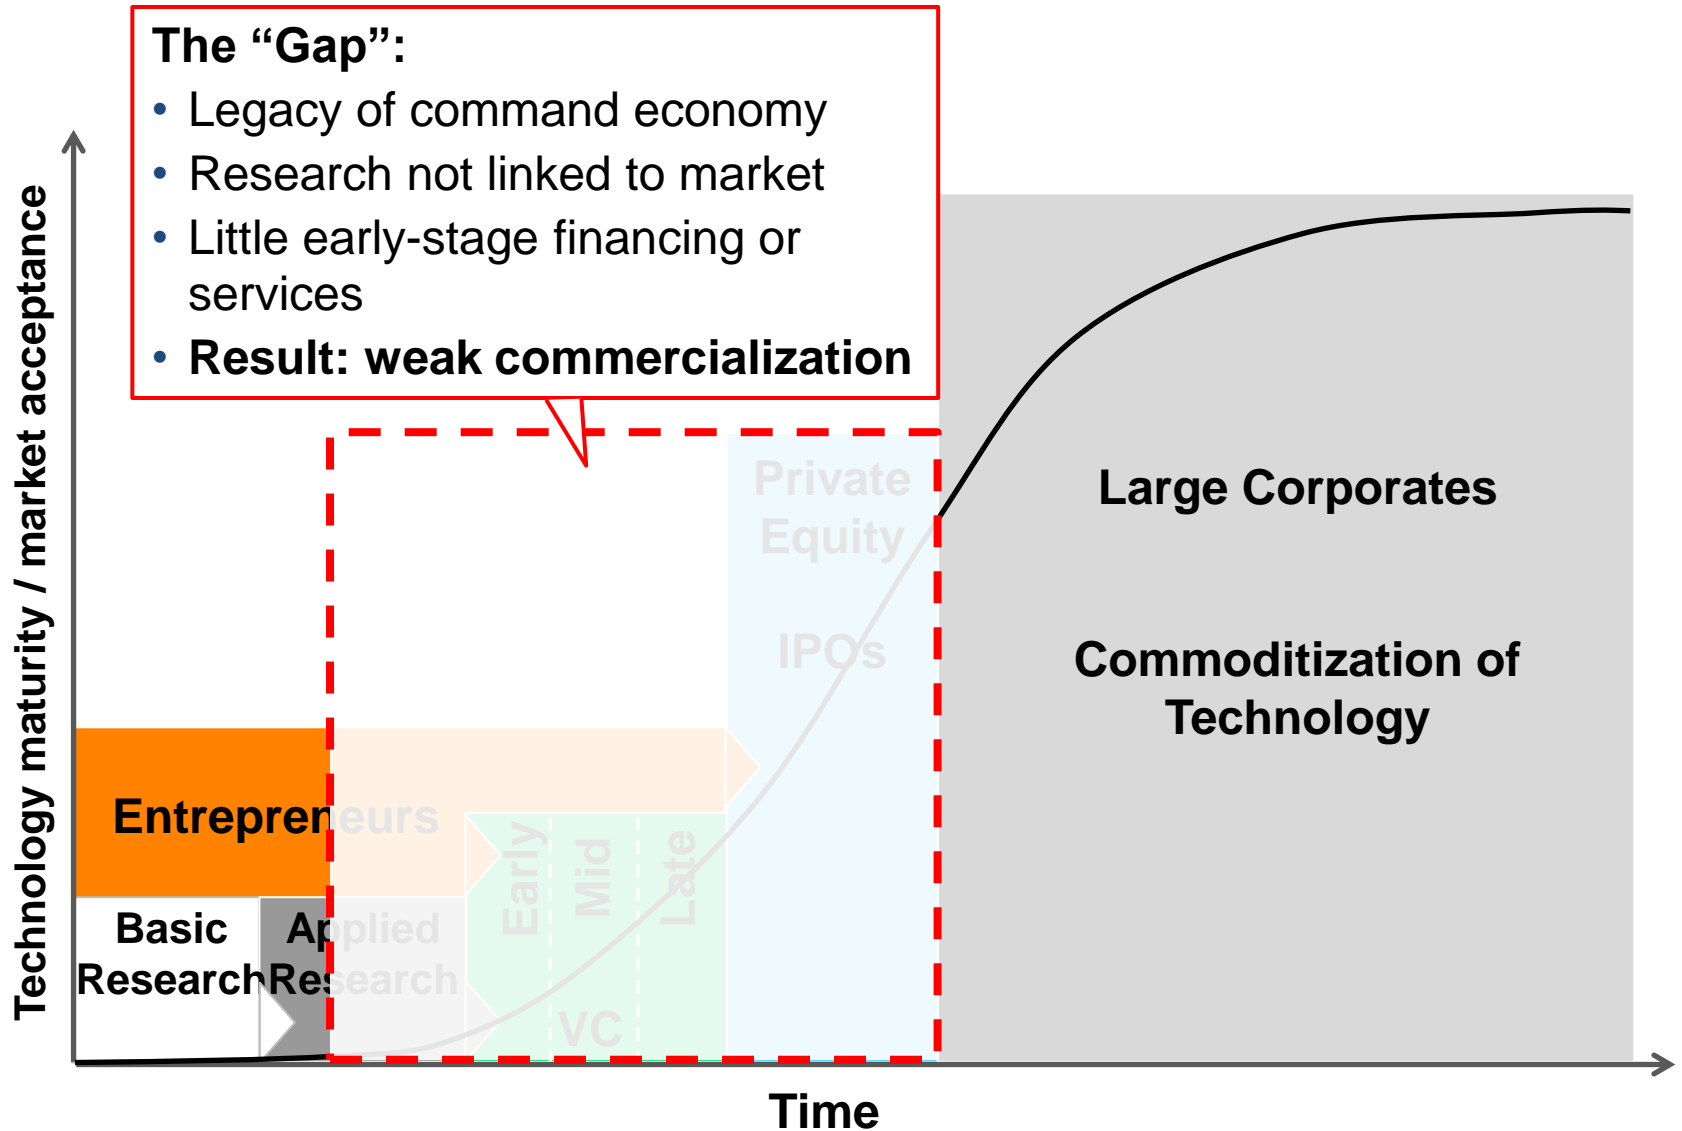 The “Gap”:
• Legacy of command economy
• Research not linked to market
• Little early-stage financing or
services
• Result: weak commercialization
Technology maturity / market acceptance
Private
Equity
IPOs
Large Corporates
Commoditization of
Technology
Entrepreneurs
Early
Mid
Late
VC
Basic
Research
Applied
Research
Time